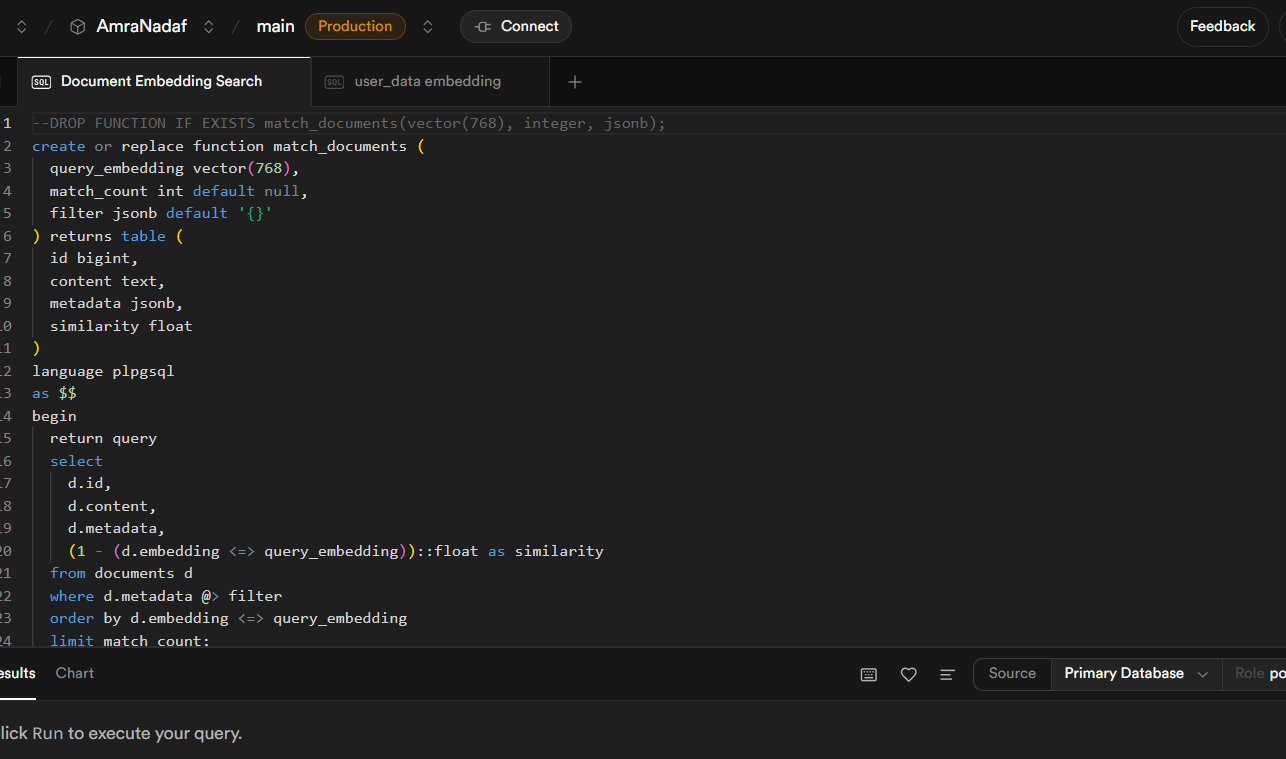 AmraNadaf / main Production Connect Feedback
SQL Document Embedding Search SQL user_data embedding
1 --DROP FUNCTION IF EXISTS match_documents(vector(768), integer, jsonb);
2 create or replace function match_documents (
3 query_embedding vector(768),
4 match_count int default null,
5 filter jsonb default '{}'
6 ) returns table (
7 id bigint,
8 content text,
9 metadata jsonb,
10 similarity float
11 )
12 language plpgsql
13 as $$
14 begin
15 return query
16 select
17 d.id,
18 d.content,
19 d.metadata,
20 (1 - (d.embedding <=> query_embedding))::float as similarity
21 from documents d
22 where d.metadata @> filter
23 order by d.embedding <=> query_embedding
24 limit match_count;
esults Chart Source Primary Database Role po
lick Run to execute your query.